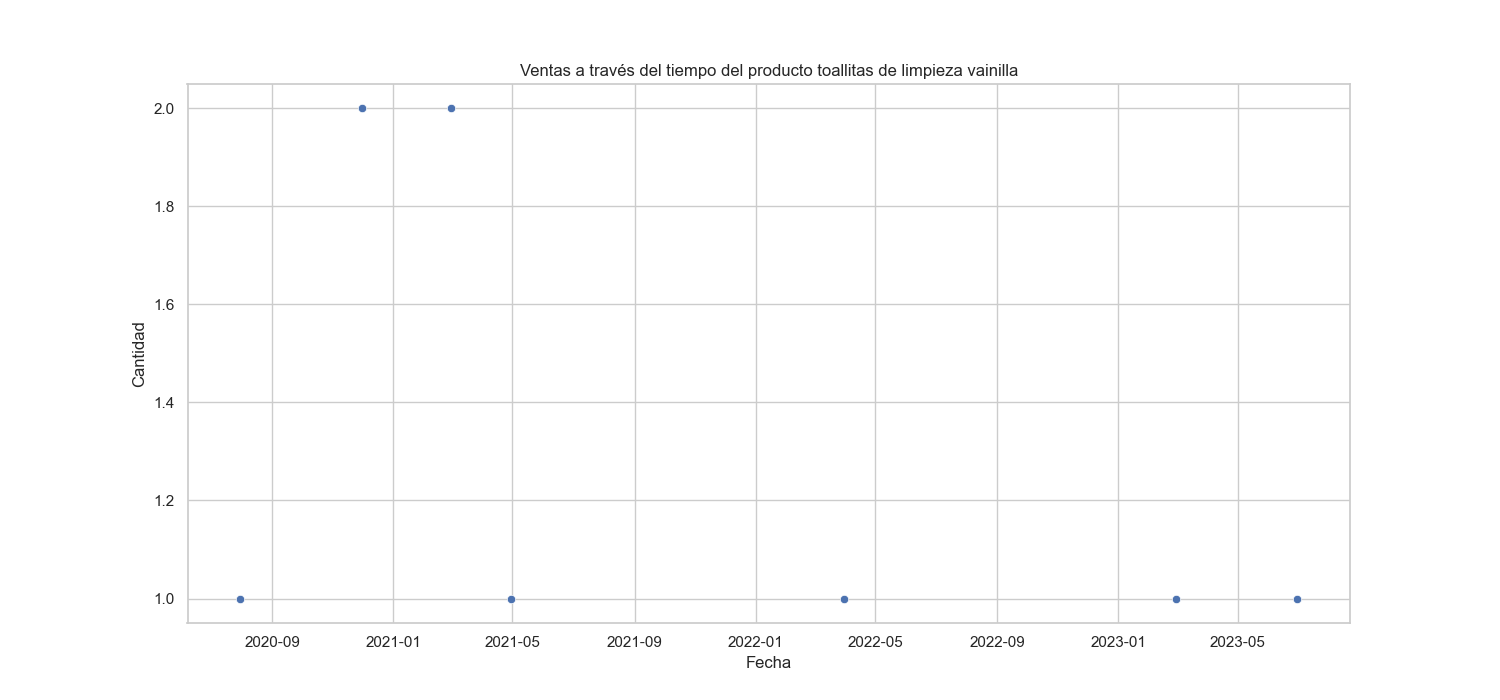 Ventas a través del tiempo del producto toallitas de limpieza vainilla
2.0
1.8
1.6
1.4
1.2
1.0
Cantidad
2020-09 2021-01 2021-05 2021-09 2022-01 2022-05 2022-09 2023-01 2023-05
Fecha